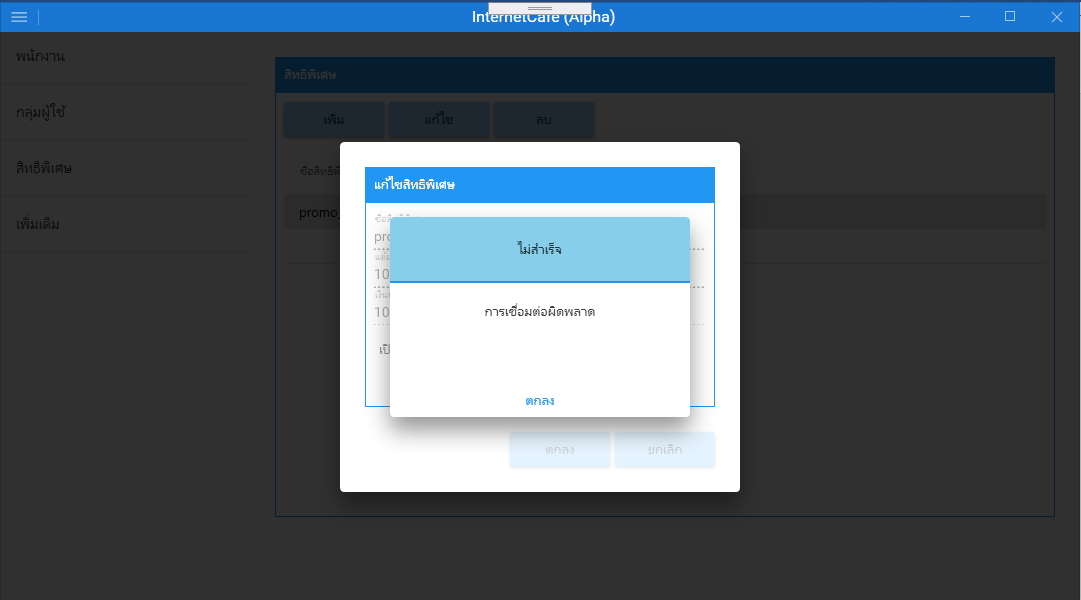 InternetCafe (Alpha)
พนักงาน
กลุ่มผู้ใช้
สิทธิพิเศษ
เพิ่มเติม
สิทธิพิเศษ
เพิ่ม แก้ไข ลบ
promo_
แก้ไขสิทธิพิเศษ
10
10
ไม่สำเร็จ
การเชื่อมต่อผิดพลาด
ตกลง
ตกลง ยกเลิก